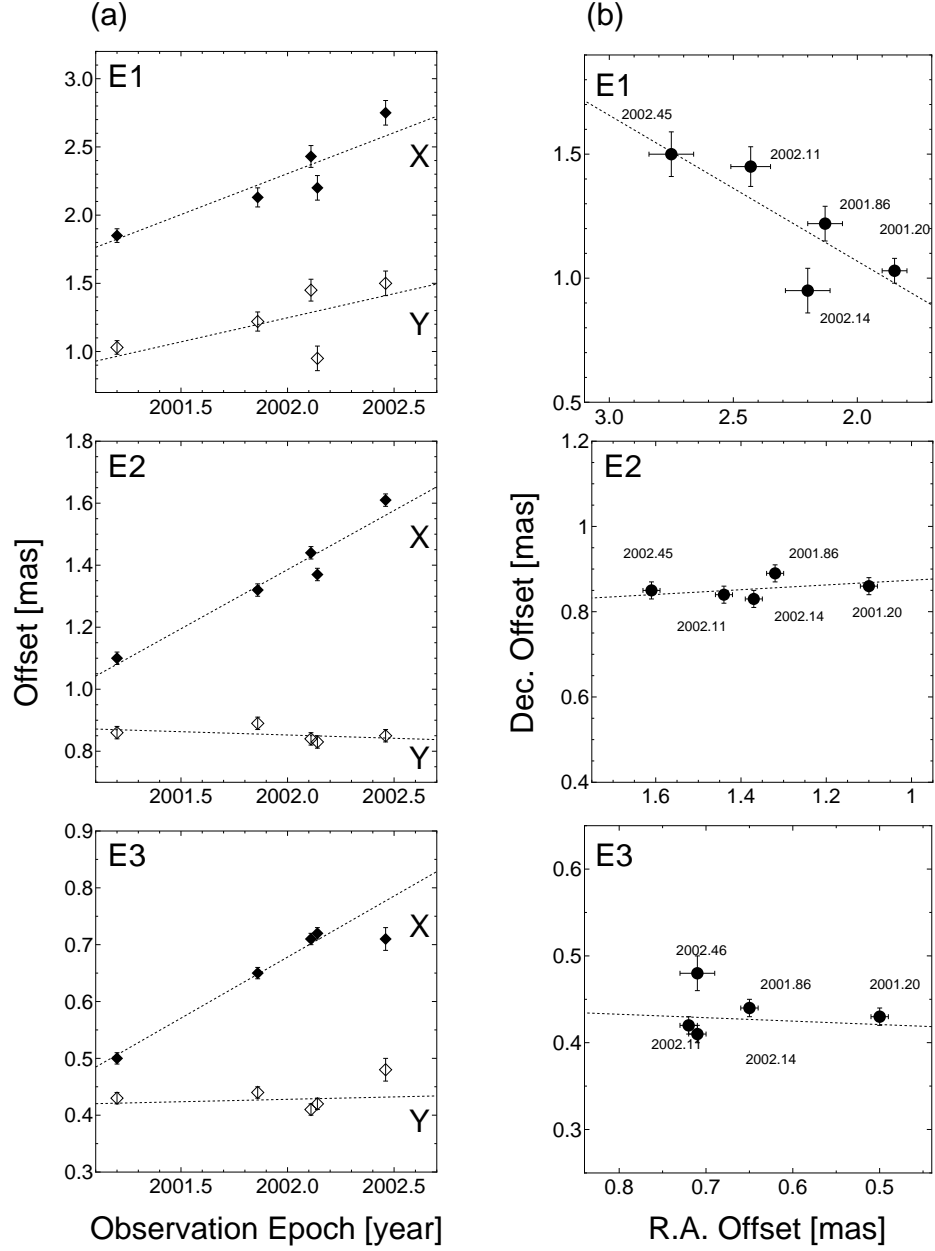 (a)
E1
3.0
2.5
2.0
1.5
1.0
X
Y
2001.5 2002.0 2002.5
Offset [mas]
E2
1.8
1.6
1.4
1.2
1.0
0.8
X
Y
2001.5 2002.0 2002.5
E3
0.9
0.8
0.7
0.6
0.5
0.4
0.3
X
Y
2001.5 2002.0 2002.5
Observation Epoch [year]
(b)
E1
1.5
1.0
0.5
2002.45
2002.11
2001.86
2001.20
2002.14
3.0 2.5 2.0
Dec. Offset [mas]
E2
1.2
1
0.8
0.6
0.4
2002.45
2001.86
2002.11
2002.14
2001.20
1.6 1.4 1.2 1
E3
0.6
0.5
0.4
0.3
2002.46
2001.86
2001.20
2002.11
2002.14
0.8 0.7 0.6 0.5
R.A. Offset [mas]